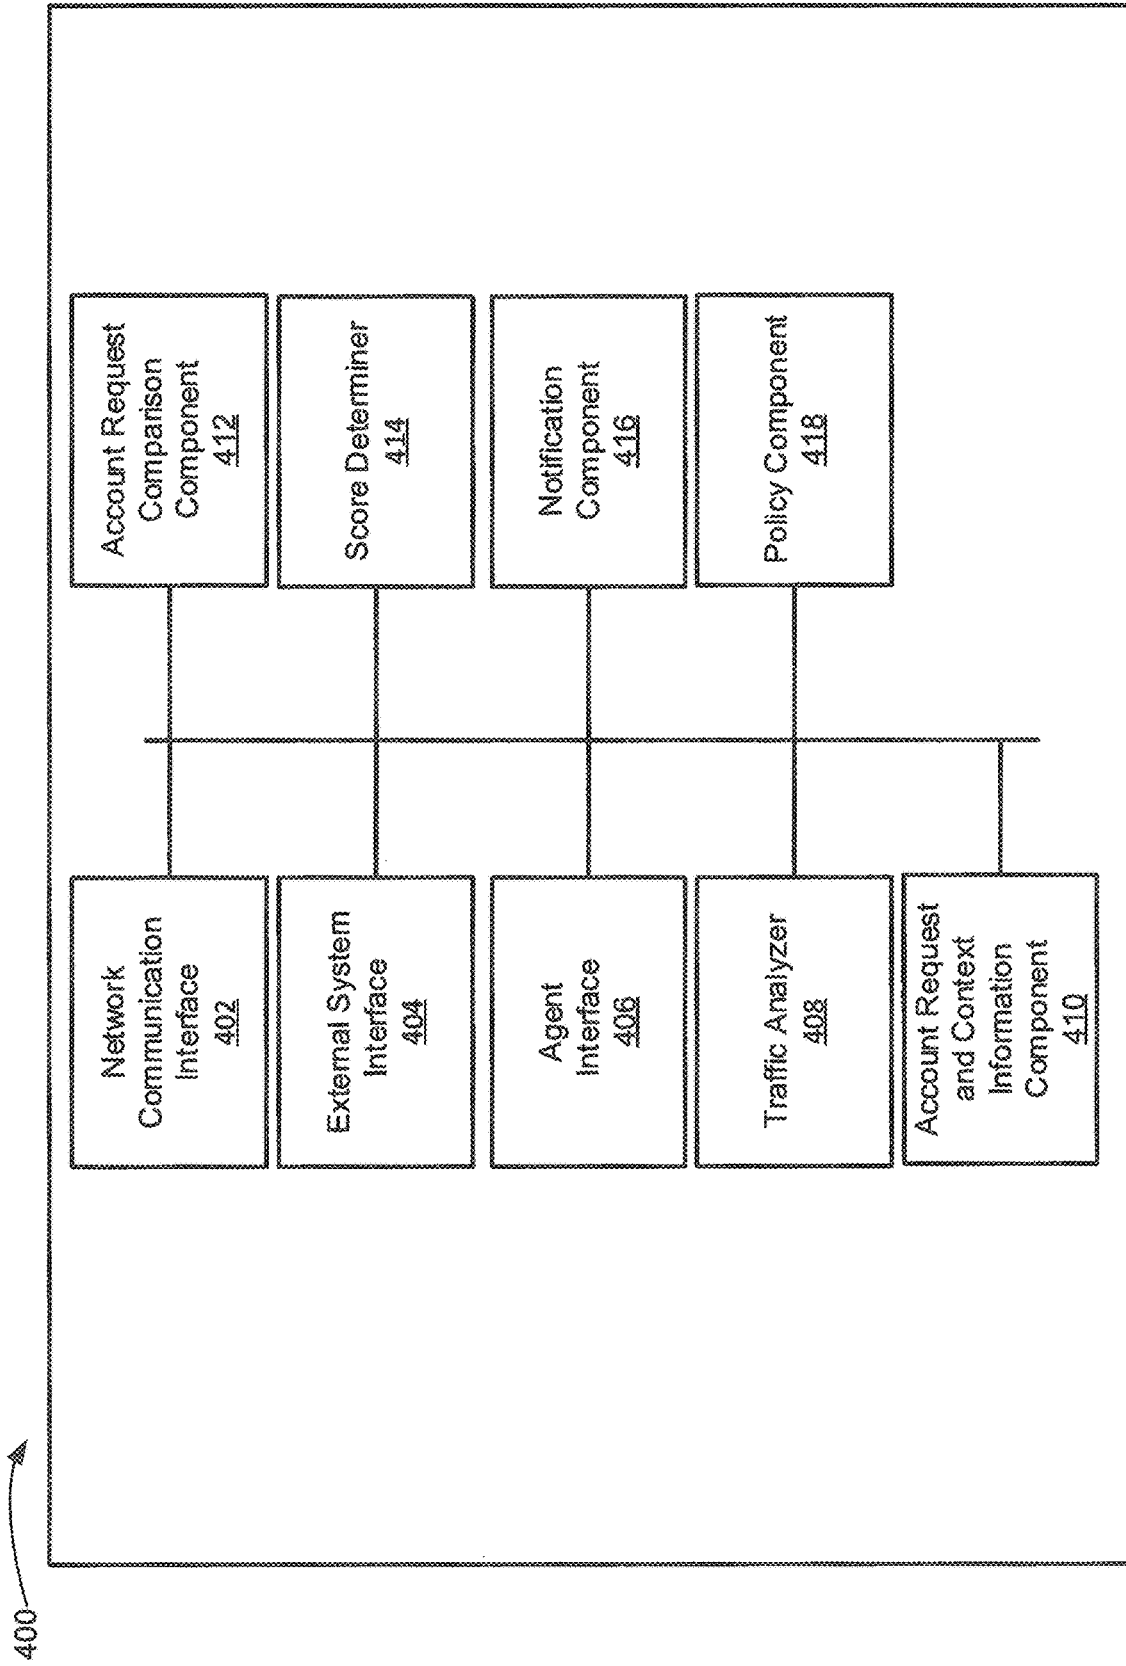 400
Network
Communication
Interface
402
External System
Interface
404
Agent
Interface
406
Traffic Analyzer
408
Account Request
and Context
Information
Component
410
Account Request
Comparison
Component
412
Score Determiner
414
Notification
Component
416
Policy Component
418